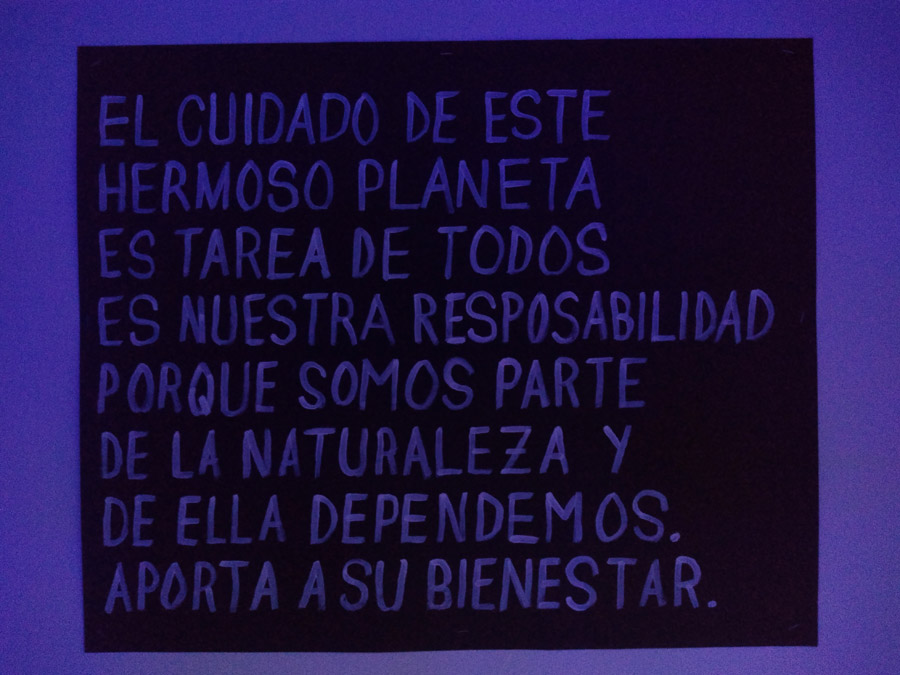 EL CUIDADO DE ESTE
HERMOSO PLANETA
ES TAREA DE TODOS
ES NUESTRA RESPOSABILIDAD
PORQUE SOMOS PARTE
DE LA NATURALEZA Y
DE ELLA DEPENDEMOS.
APORTA A SU BIENESTAR.